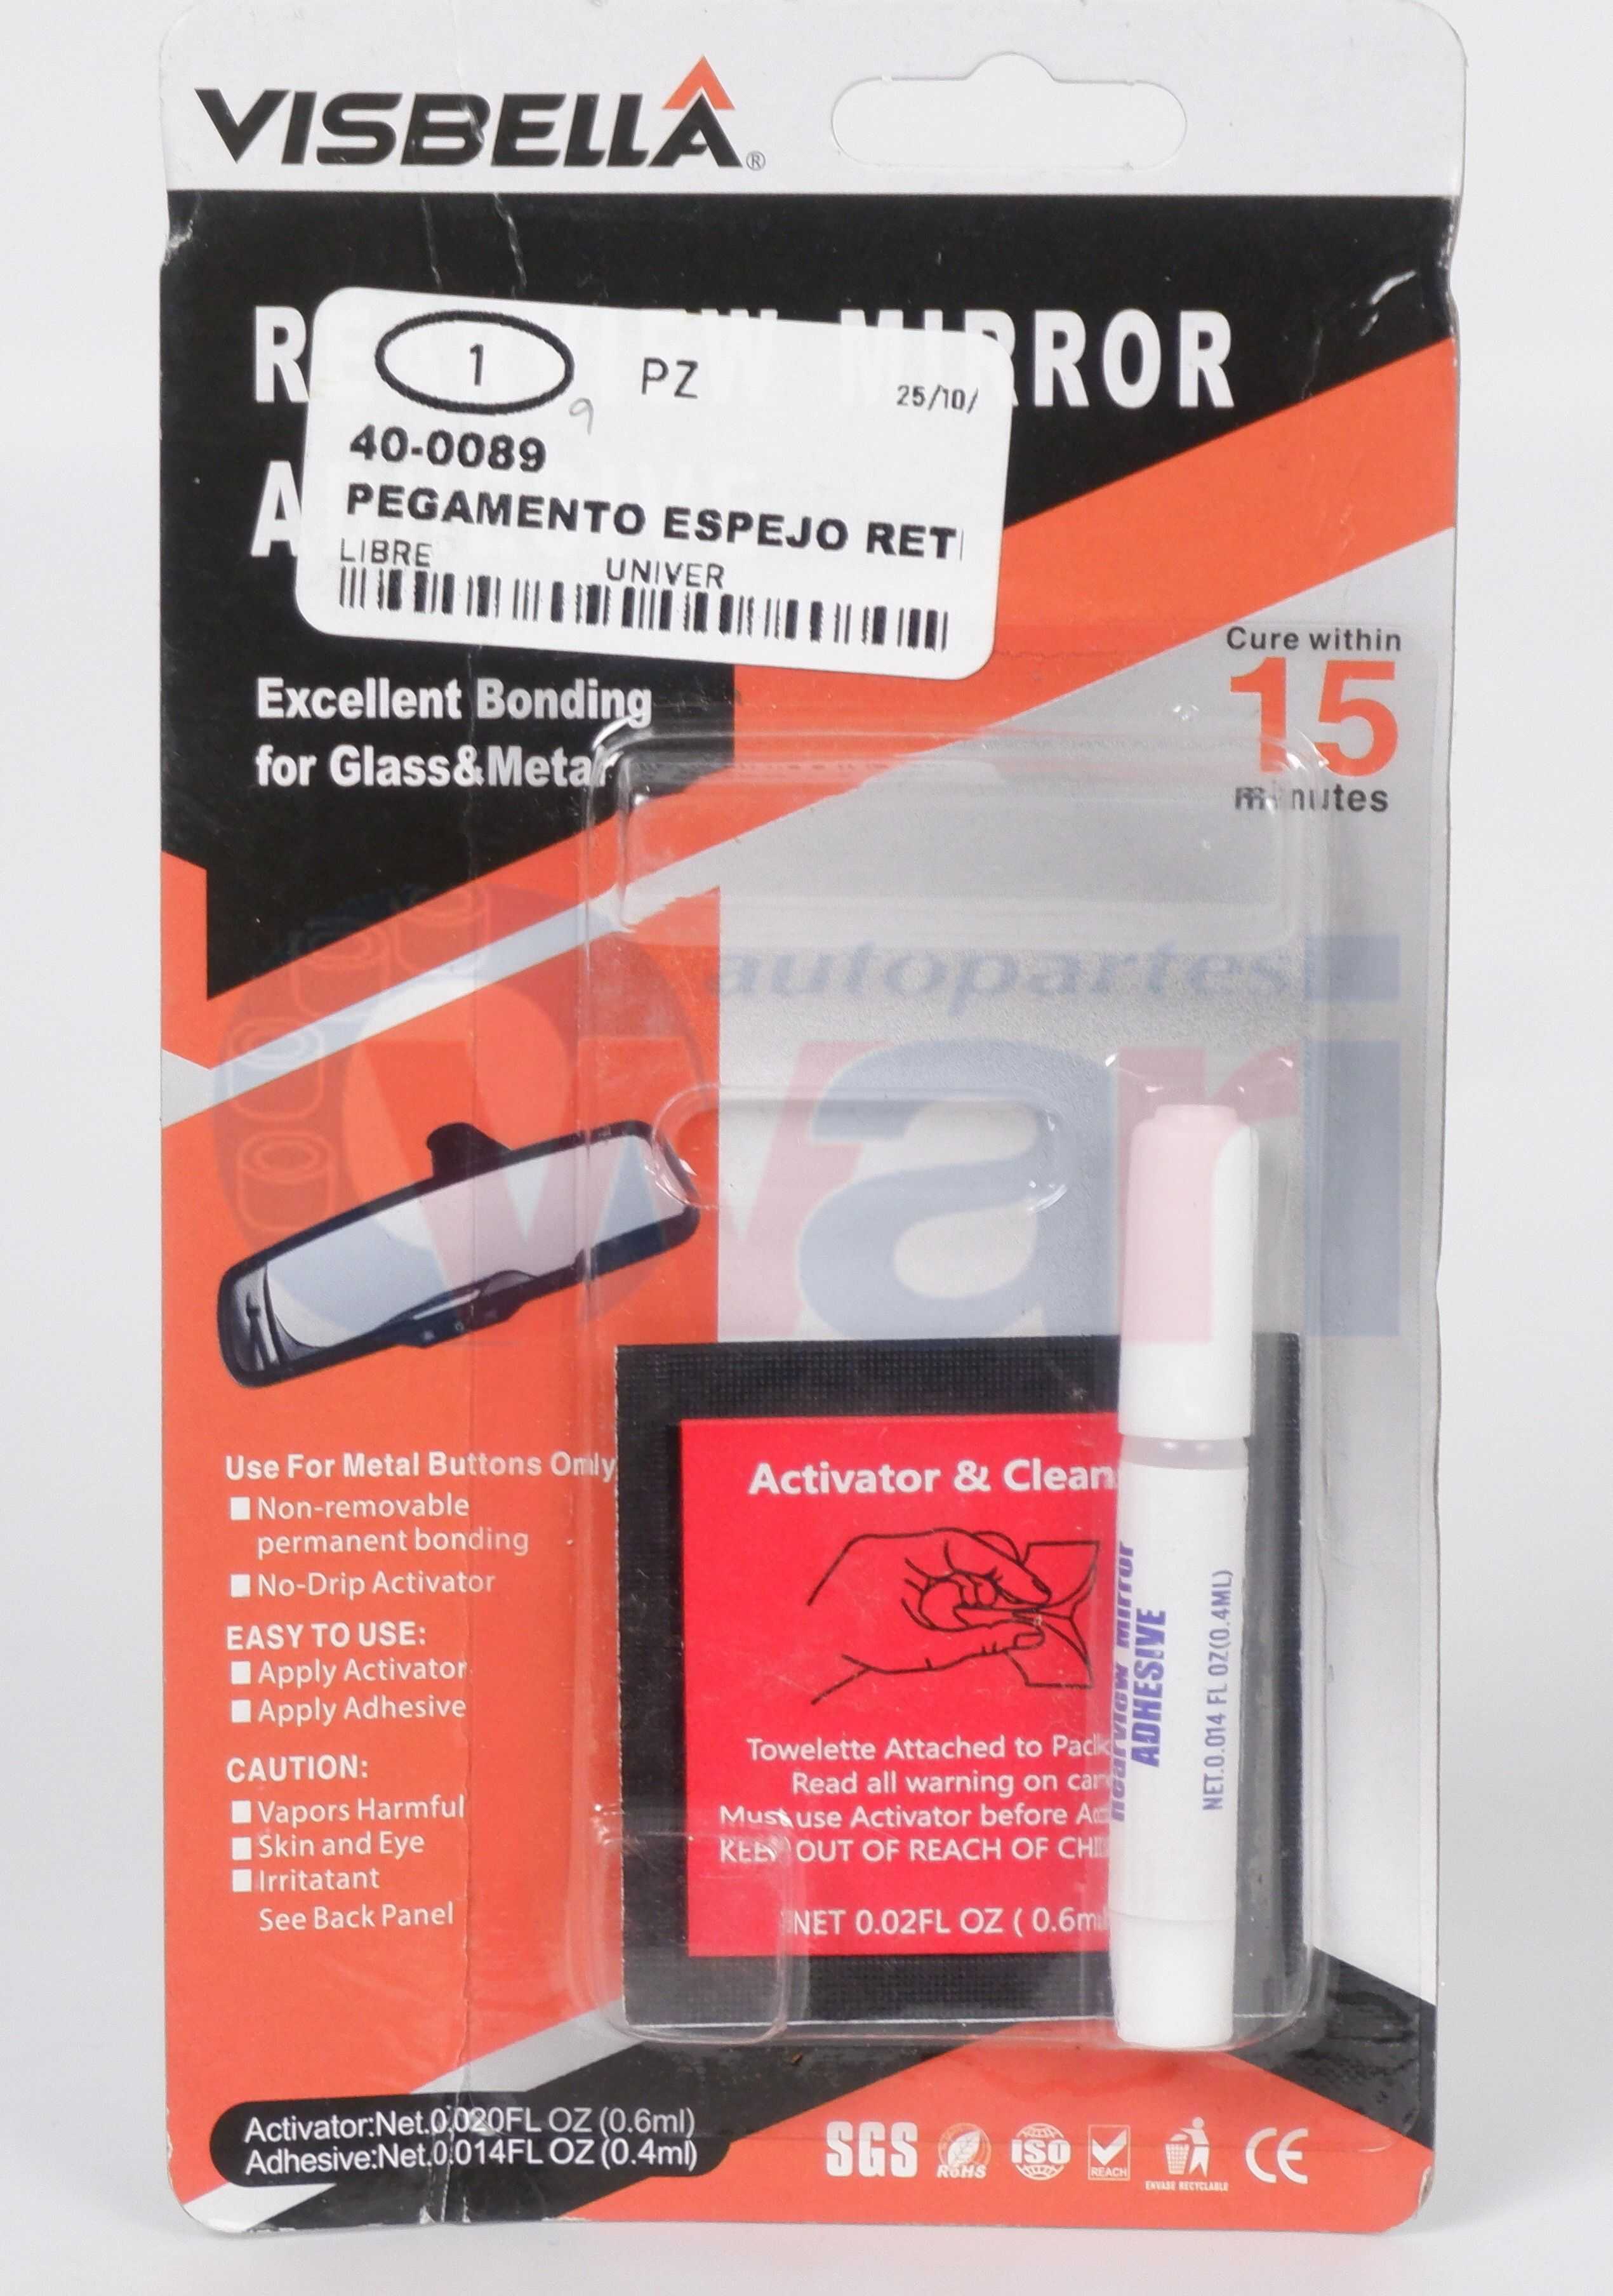 VISBELLA®
MIRROR
1 PZ 25/10/
9
40-0089
PEGAMENTO ESPEJO RET
LIBRE UNIVER
Excellent Bonding
for Glass&Metal
Cure within
15
minutes
autopartes
wari
Use For Metal Buttons Only
Non-removable
permanent bonding
No-Drip Activator
EASY TO USE:
Apply Activator
Apply Adhesive
CAUTION:
Vapors Harmful
Skin and Eye
Irritatant
See Back Panel
Activator & Clean
Towelette Attached to
Read all warning on
Must use Activator before
KEEP OUT OF REACH OF
NET 0.02FL OZ ( 0.6m
Rearview Mirror
ADHESIVE
NET.0.014 FL OZ(0.4ML)
Activator:Net.0.020FL OZ (0.6ml)
Adhesive:Net.0.014FL OZ (0.4ml)
SGS RoHS ISO REACH ENVASE RECYCLABLE CE